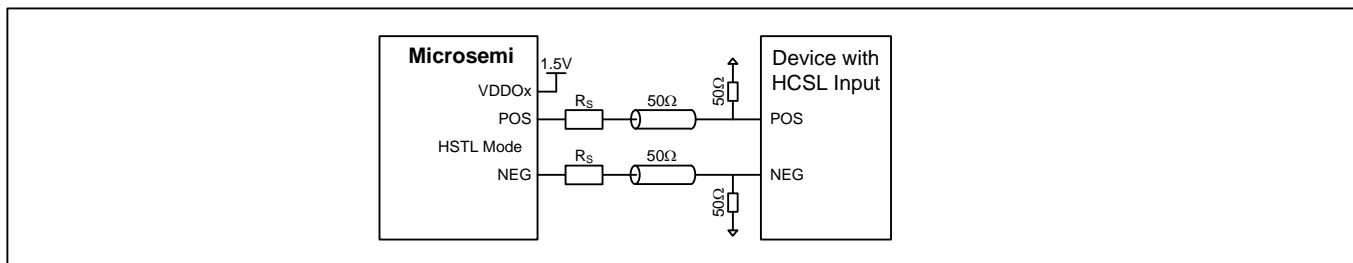 Microsemi
1.5V
VDDOx
POS
HSTL Mode
NEG
RS
50Ω
RS
50Ω
50Ω
50Ω
Device with
HCSL Input
POS
NEG